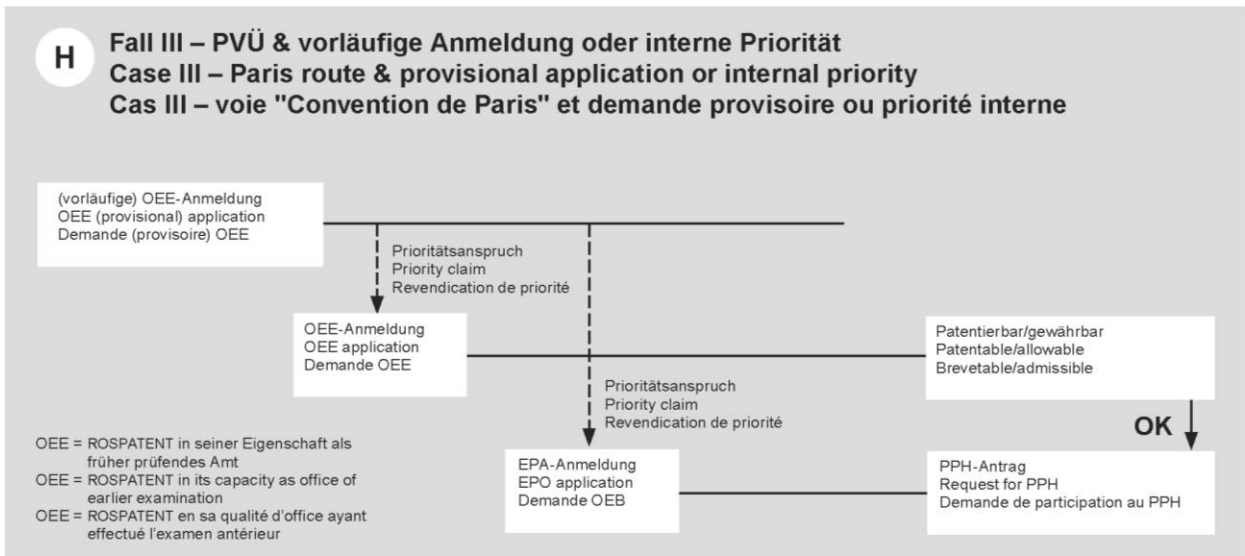 H
Fall III – PVÜ & vorläufige Anmeldung oder interne Priorität
Case III – Paris route & provisional application or internal priority
Cas III – voie "Convention de Paris" et demande provisoire ou priorité interne
(vorläufige) OEE-Anmeldung
OEE (provisional) application
Demande (provisoire) OEE
Prioritätsanspruch
Priority claim
Revendication de priorité
OEE-Anmeldung
OEE application
Demande OEE
Patentierbar/gewährbar
Patentable/allowable
Brevetable/admissible
Prioritätsanspruch
Priority claim
Revendication de priorité
OK
OEE = ROSPATENT in seiner Eigenschaft als
früher prüfendes Amt
OEE = ROSPATENT in its capacity as office of
earlier examination
OEE = ROSPATENT en sa qualité d'office ayant
effectué l'examen antérieur
EPA-Anmeldung
EPO application
Demande OEB
PPH-Antrag
Request for PPH
Demande de participation au PPH